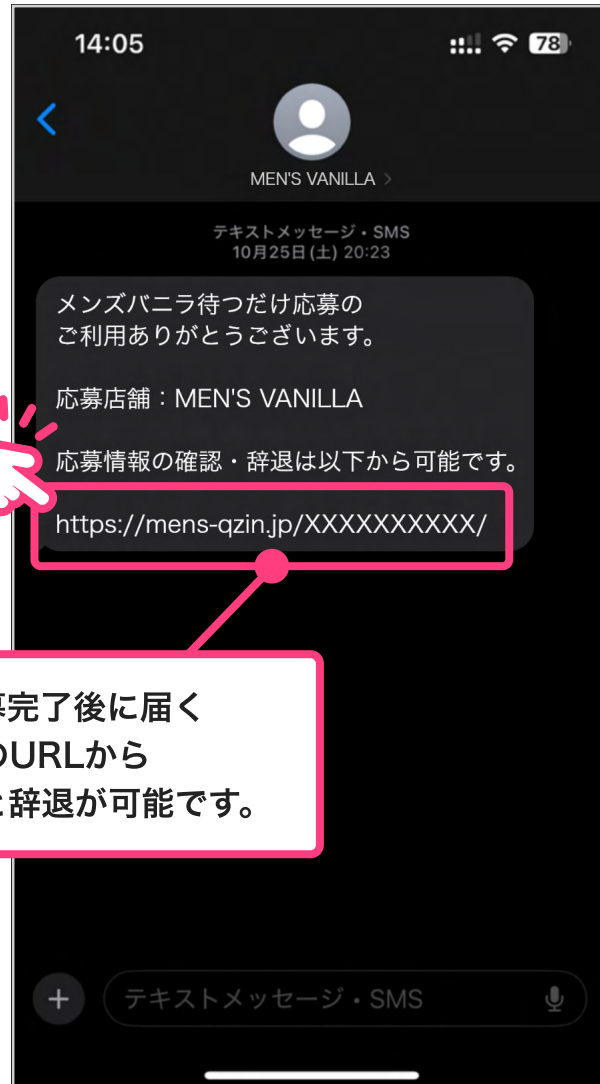 14:05
78
MEN'S VANILLA
テキストメッセージ・SMS
10月25日(土) 20:23
メンズバニラ待つだけ応募の
ご利用ありがとうございます。
応募店舗：MEN'S VANILLA
応募情報の確認・辞退は以下から可能です。
https://mens-qzin.jp/XXXXXXXXXX/
完了後に届く
URLから
辞退が可能です。
テキストメッセージ・SMS